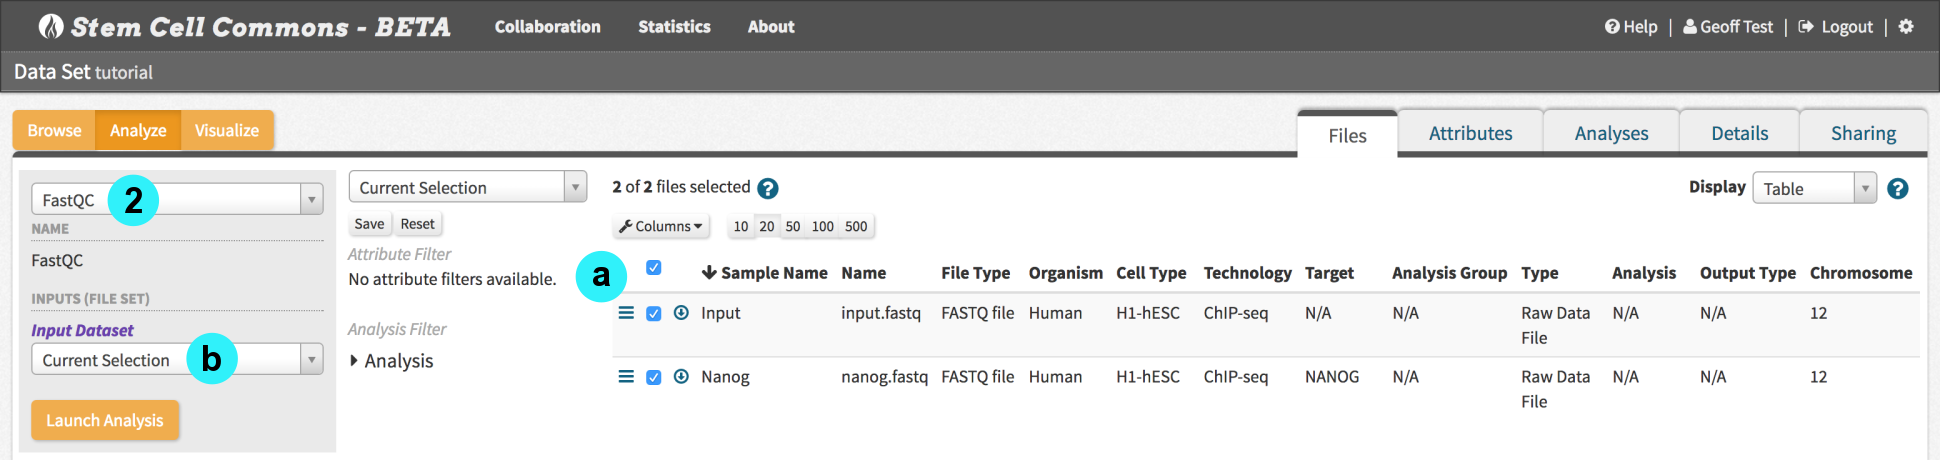 Stem Cell Commons - BETA Collaboration Statistics About Help | Geoff Test | Logout |
Data Set tutorial
Browse Analyze Visualize Files Attributes Analyses Details Sharing
FastQC 2 Current Selection 2 of 2 files selected ? Display Table ?
NAME Save Reset Columns 10 20 50 100 500
FastQC Attribute Filter
No attribute filters available. a Sample Name Name File Type Organism Cell Type Technology Target Analysis Group Type Analysis Output Type Chromosome
INPUTS (FILE SET) Input input.fastq FASTQ file Human H1-hESC ChIP-seq N/A N/A Raw Data File N/A N/A 12
Input Dataset Analysis Filter
Current Selection b Analysis
Nanog nanog.fastq FASTQ file Human H1-hESC ChIP-seq NANOG N/A Raw Data File N/A N/A 12
Launch Analysis